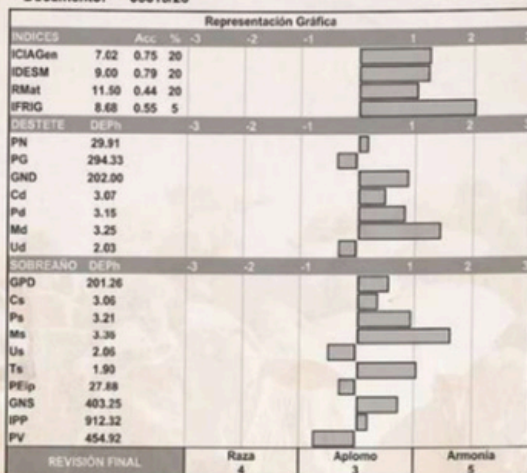 Representación Gráfica
INDICES Acc % -3 -2 -1 1 2 3
ICIAGen 7.02 0.75 20
IDESM 9.00 0.79 20
RMat 11.50 0.44 20
IFRIG 8.68 0.55 5
DESTETE DEPh -3 -2 -1 1 2 3
PN 29.91
PG 294.33
GND 202.00
Cd 3.07
Pd 3.15
Md 3.25
Ud 2.03
SOBREAÑO DEPh -3 -2 -1 1 2 3
GPD 201.26
Cs 3.06
Ps 3.21
Ms 3.36
Us 2.06
Ts 1.90
PEip 27.88
GNS 403.25
IPP 912.32
PV 454.92
REVISIÓN FINAL Raza Aplomo Armonía
4 3 5